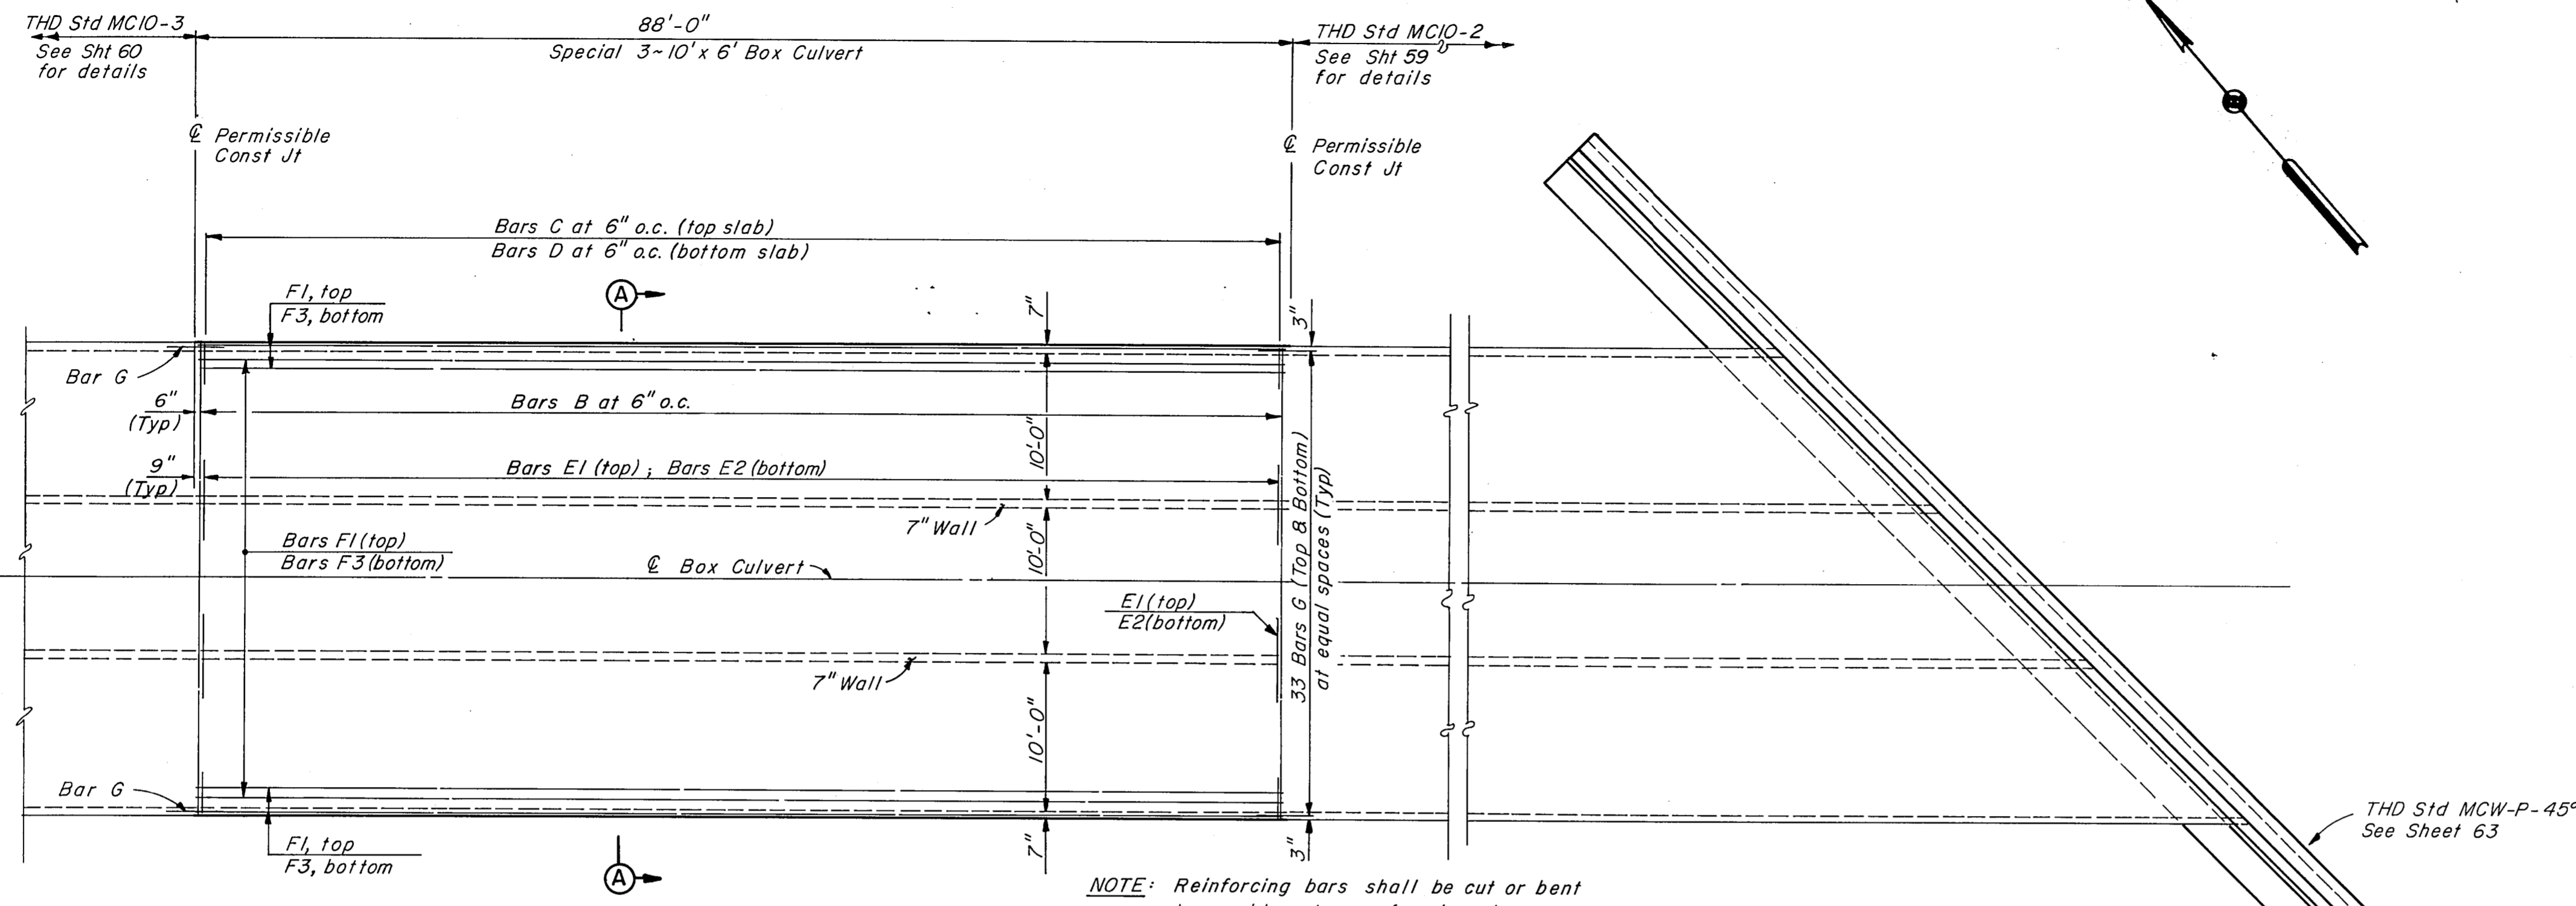 THD Std MC10-3
See Sht 60
for details
88'-0"
Special 3~10' x 6' Box Culvert
THD Std MC10-2
See Sht 59
for details
℄ Permissible
Const Jt
℄ Permissible
Const Jt
Bars C at 6" o.c. (top slab)
Bars D at 6" o.c. (bottom slab)
F1, top
F3, bottom
A
7"
3"
Bar G
6"
(Typ)
Bars B at 6" o.c.
10'-0"
9"
(Typ)
Bars E1 (top) ; Bars E2 (bottom)
7" Wall
33 Bars G (Top & Bottom)
at equal spaces (Typ)
Bars F1 (top)
Bars F3 (bottom)
10'-0"
℄ Box Culvert
E1 (top)
E2 (bottom)
7" Wall
10'-0"
Bar G
THD Std MCW-P-45°
See Sheet 63
F1, top
F3, bottom
A
7"
3"
NOTE: Reinforcing bars shall be cut or bent